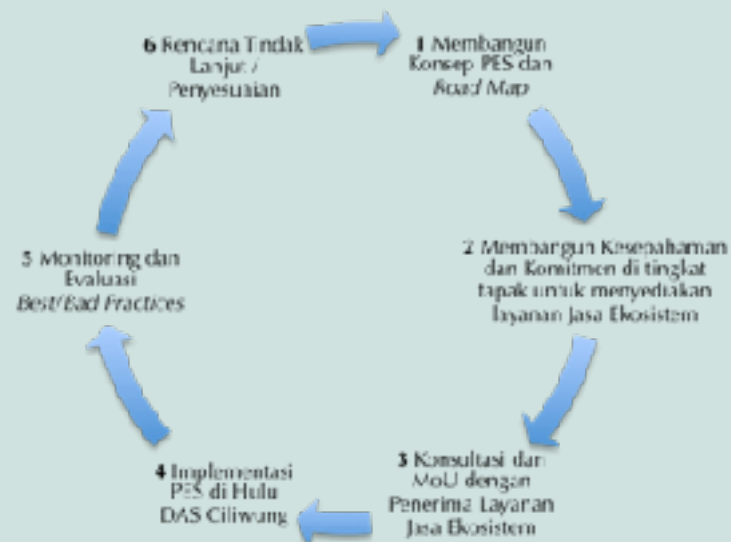 1 Membangun
Konsep PES dan
Road Map
2 Membangun Kesepahaman
dan Komitmen di tingkat
tapak untuk menyediakan
layanan Jasa Ekosistem
3 Konsultasi dan
MoU dengan
Penerima Layanan
Jasa Ekosistem
4 Implementasi
PES di Hulu
DAS Ciliwung
5 Monitoring dan
Evaluasi
Best/Bad Practices
6 Rencana Tindak
Lanjut /
Penyesuaian